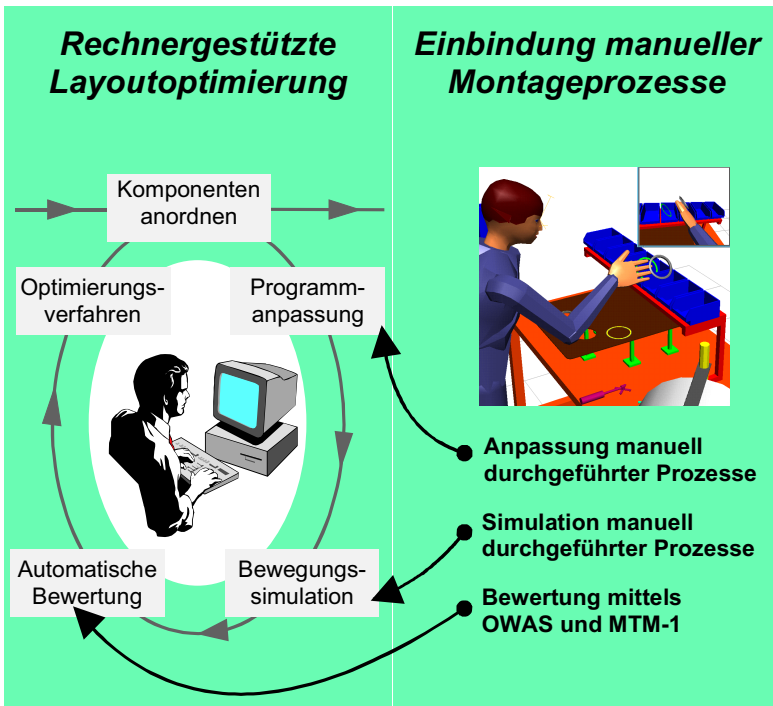 Rechnergestützte
Layoutoptimierung
Einbindung manueller
Montageprozesse
Komponenten
anordnen
Optimierungs-
verfahren
Programm-
anpassung
Automatische
Bewertung
Bewegungs-
simulation
Anpassung manuell
durchgeführter Prozesse
Simulation manuell
durchgeführter Prozesse
Bewertung mittels
OWAS und MTM-1